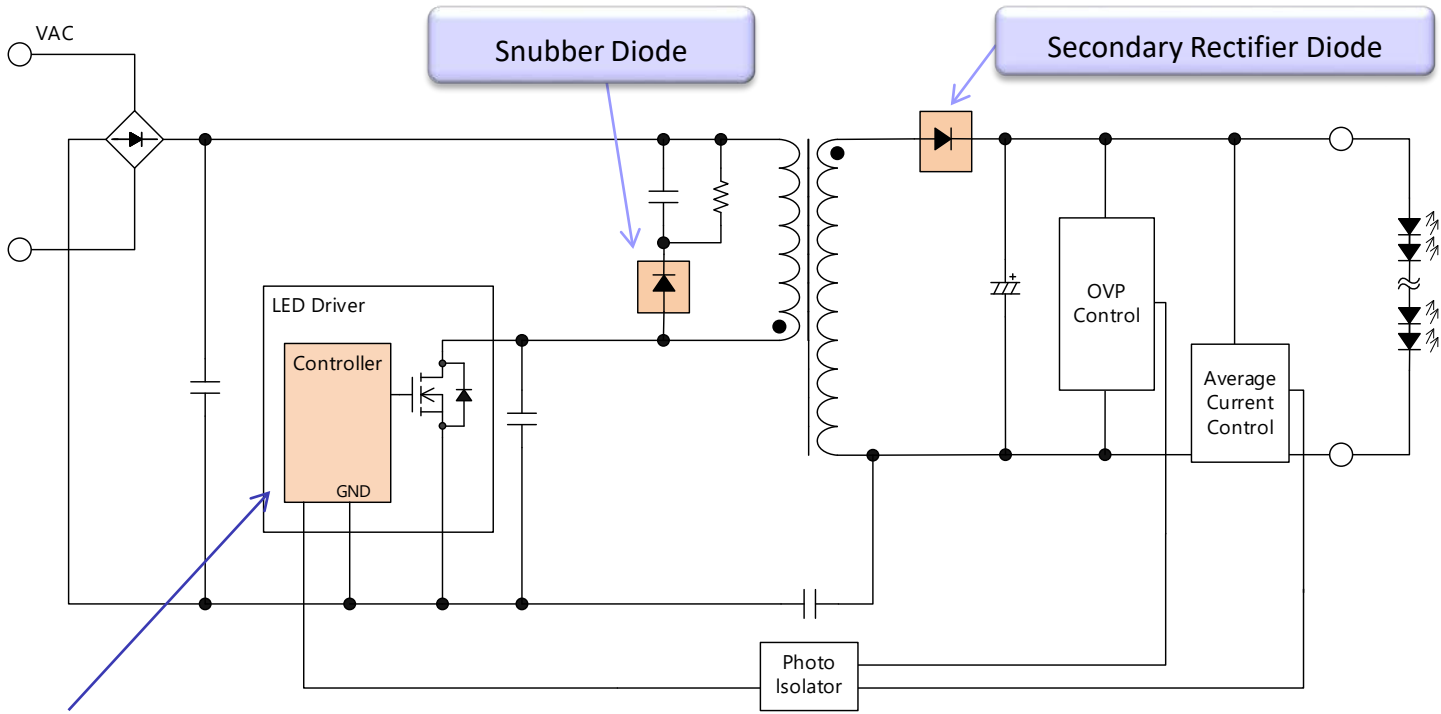 VAC
Snubber Diode
Secondary Rectifier Diode
LED Driver
Controller
GND
+
OVP
Control
Average
Current
Control
Photo
Isolator